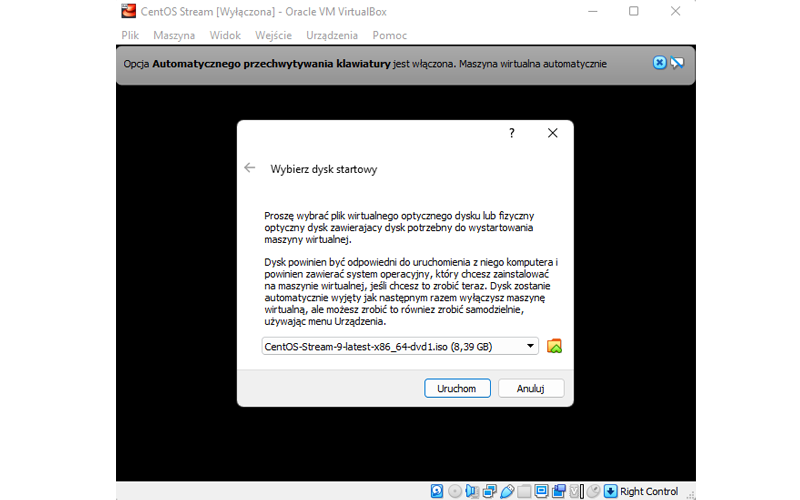 CentOS Stream [Wyłączona] - Oracle VM VirtualBox
Plik Maszyna Widok Wejście Urządzenia Pomoc
Opcja Automatycznego przechwytywania klawiatury jest włączona. Maszyna wirtualna automatycznie
?
Wybierz dysk startowy
Proszę wybrać plik wirtualnego optycznego dysku lub fizyczny
optyczny dysk zawierajacy dysk potrzebny do wystartowania
maszyny wirtualnej.
Dysk powinien być odpowiedni do uruchomienia z niego komputera i
powinien zawierać system operacyjny, który chcesz zainstalować
na maszynie wirtualnej, jeśli chcesz to zrobić teraz. Dysk zostanie
automatycznie wyjęty jak następnym razem wyłączysz maszynę
wirtualną, ale możesz zrobić to równiez zrobić samodzielnie,
używając menu Urządzenia.
CentOS-Stream-9-latest-x86_64-dvd1.iso (8,39 GB)
Uruchom Anuluj
Right Control